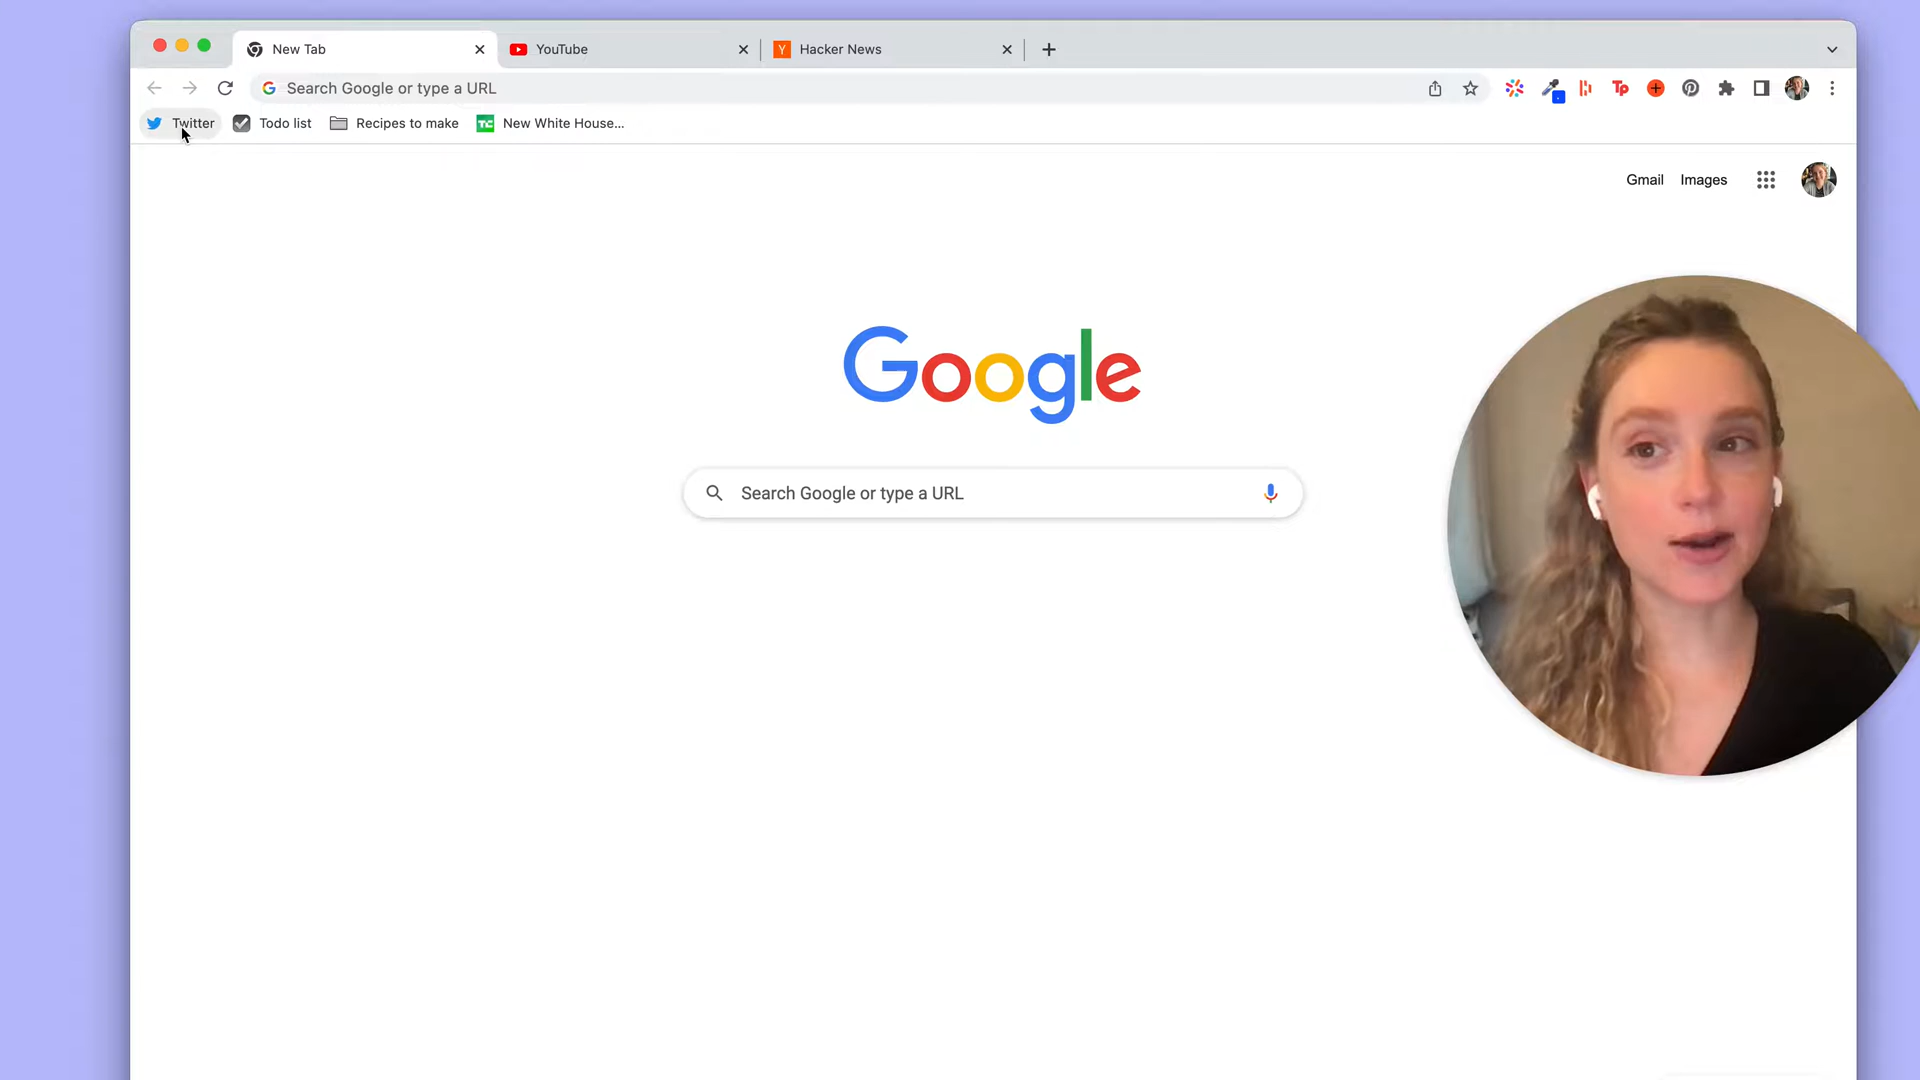 New Tab
YouTube
Hacker News
Search Google or type a URL
Twitter
Todo list
Recipes to make
New White House...
Gmail
Images
Google
Search Google or type a URL